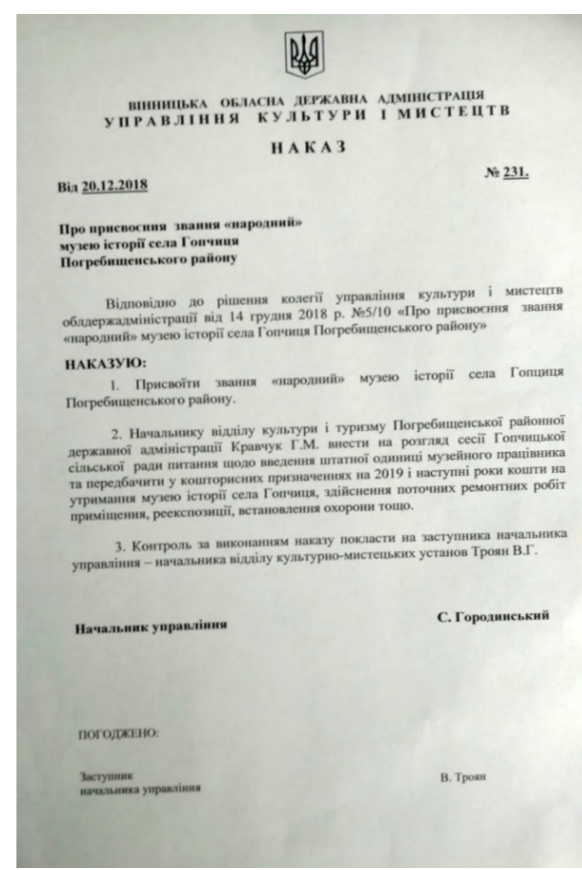 ВІННИЦЬКА ОБЛАСНА ДЕРЖАВНА АДМІНІСТРАЦІЯ
УПРАВЛІННЯ КУЛЬТУРИ І МИСТЕЦТВ
НАКАЗ
Від 20.12.2018 № 231.
Про присвоєння звання «народний»
музею історії села Гопчиця
Погребищенського району
Відповідно до рішення колегії управління культури і мистецтв
облдержадміністрації від 14 грудня 2018 р. №5/10 «Про присвоєння звання
«народний» музею історії села Гопчиця Погребищенського району»
НАКАЗУЮ:
1. Присвоїти звання «народний» музею історії села Гопциця
Погребищенського району.
2. Начальнику відділу культури і туризму Погребищенської районної
державної адміністрації Кравчук Г.М. внести на розгляд сесії Гопчицької
сільської ради питання щодо введення штатної одиниці музейного працівника
та передбачити у кошторисних призначеннях на 2019 і наступні роки кошти на
утримання музею історії села Гопчиця, здійснення поточних ремонтних робіт
приміщення, реекспозиції, встановлення охорони тощо.
3. Контроль за виконанням наказу покласти на заступника начальника
управління – начальника відділу культурно-мистецьких установ Троян В.Г.
Начальник управління С. Городинський
ПОГОДЖЕНО:
Заступник
начальника управління В. Троян